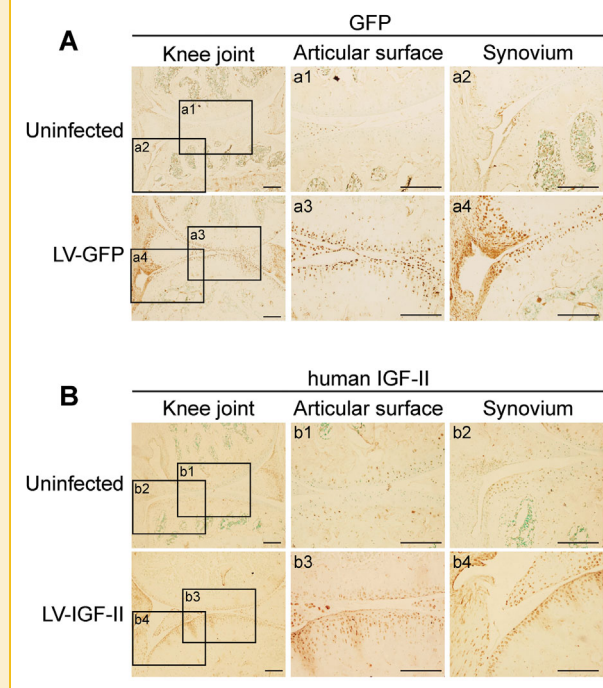 A
GFP
Knee joint Articular surface Synovium
Uninfected
a1
a2
a1
a2
LV-GFP
a3
a4
a3
a4
B
human IGF-II
Knee joint Articular surface Synovium
Uninfected
b1
b2
b1
b2
LV-IGF-II
b3
b4
b3
b4